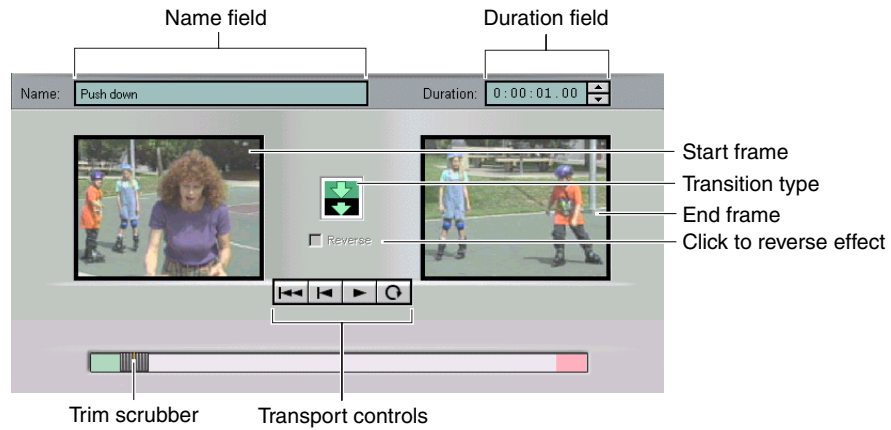 Name field
Duration field
Name: Push down
Duration: 0:00:01.00
Start frame
Transition type
End frame
Reverse
Click to reverse effect
Trim scrubber
Transport controls